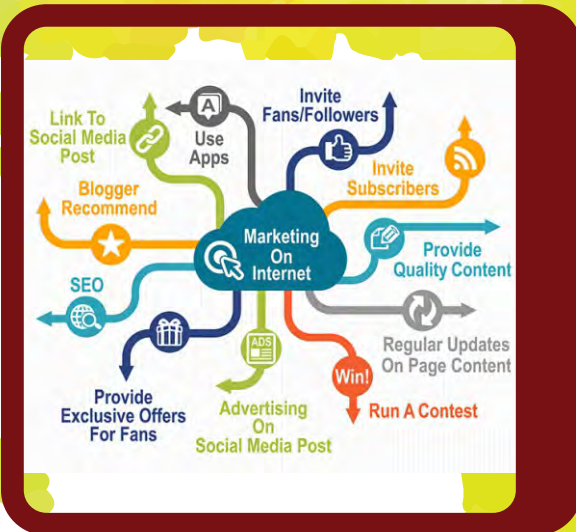 Link To
Social Media
Post
A
Use
Apps
Invite
Fans/Followers
Invite
Subscribers
Blogger
Recommend
Marketing
On
Internet
Provide
Quality Content
SEO
Regular Updates
On Page Content
ADS
Win!
Run A Contest
Provide
Exclusive Offers
For Fans
Advertising
On
Social Media Post